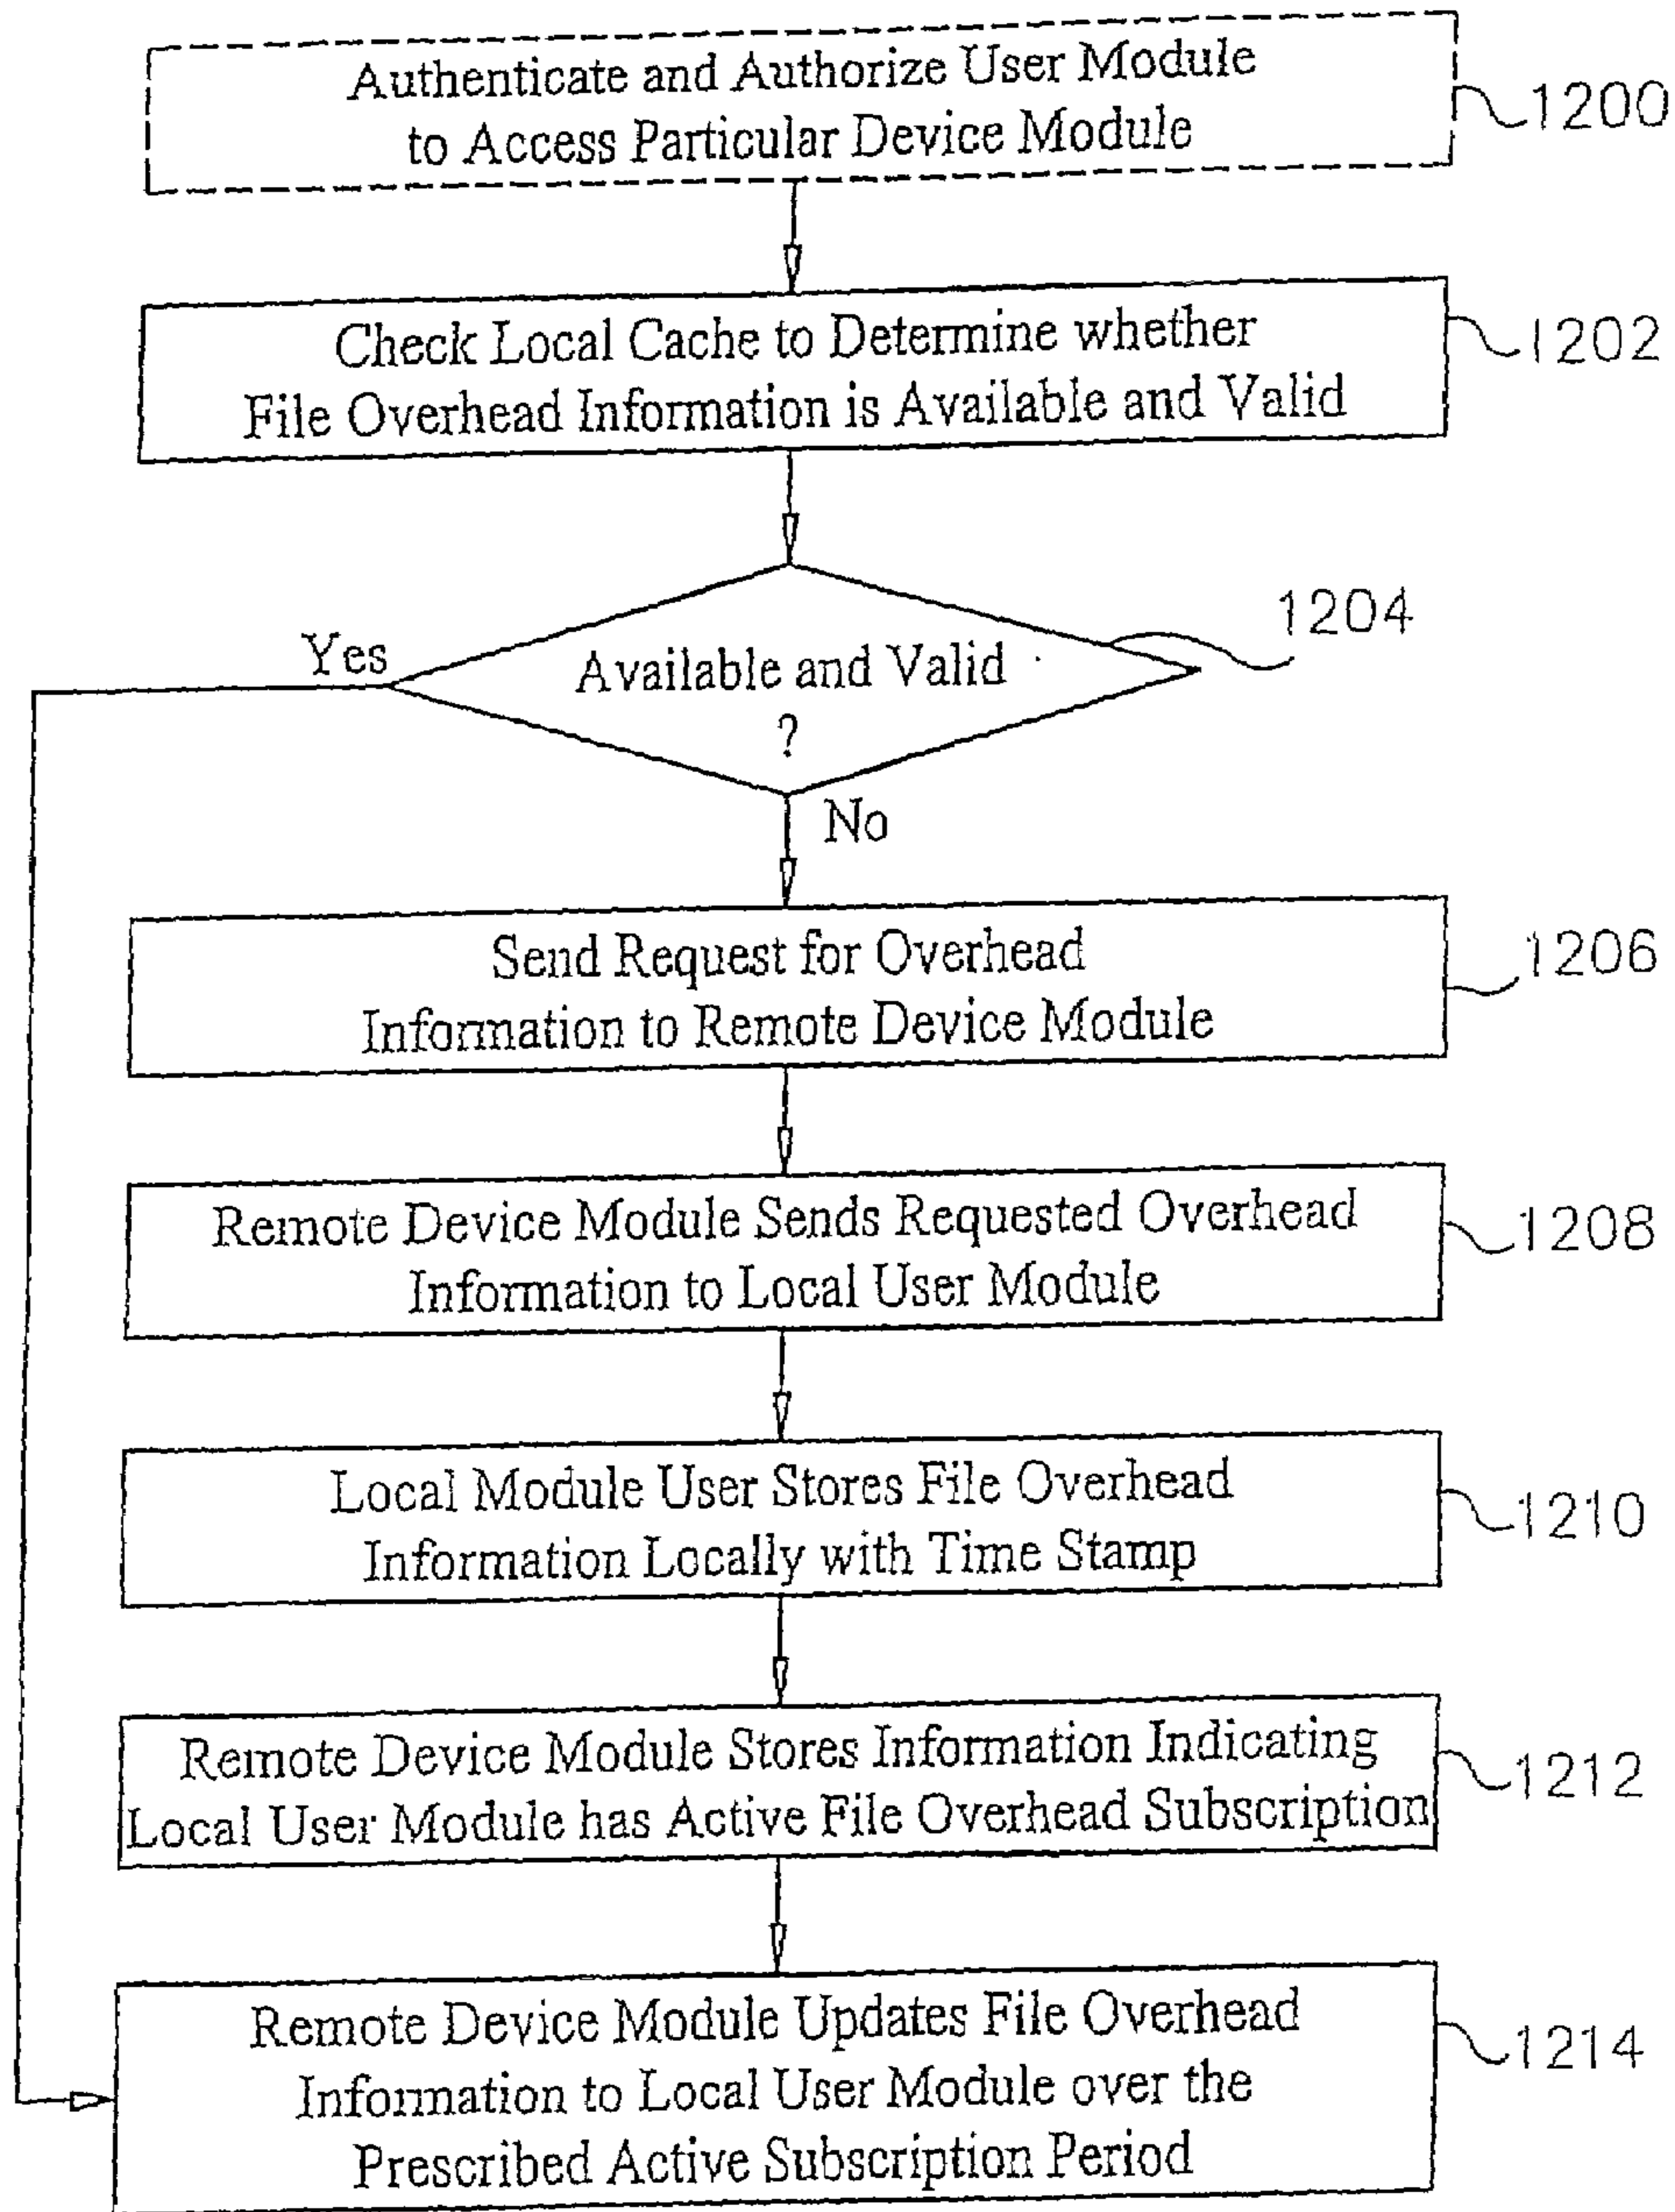 Authenticate and Authorize User Module
to Access Particular Device Module
1200
Check Local Cache to Determine whether
File Overhead Information is Available and Valid
1202
Yes
Available and Valid
?
1204
No
Send Request for Overhead
Information to Remote Device Module
1206
Remote Device Module Sends Requested Overhead
Information to Local User Module
1208
Local Module User Stores File Overhead
Information Locally with Time Stamp
1210
Remote Device Module Stores Information Indicating
Local User Module has Active File Overhead Subscription
1212
Remote Device Module Updates File Overhead
Information to Local User Module over the
Prescribed Active Subscription Period
1214